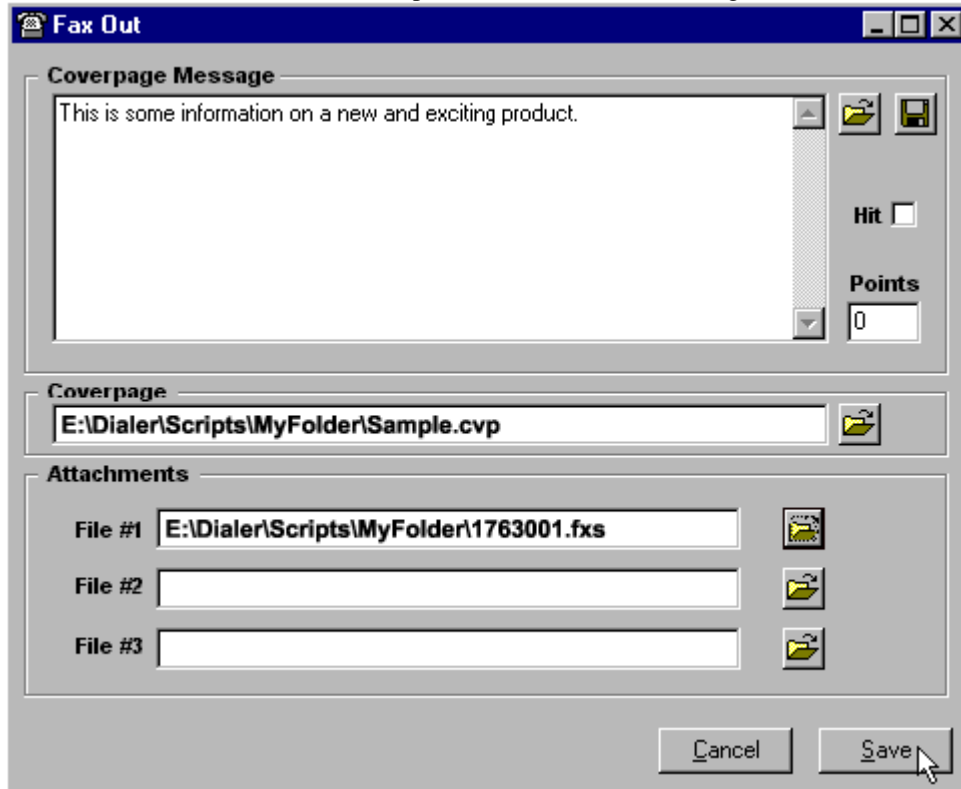 Fax Out
Coverpage Message
This is some information on a new and exciting product.
Hit
Points
0
Coverpage
E:\Dialer\Scripts\MyFolder\Sample.cvp
Attachments
File #1 E:\Dialer\Scripts\MyFolder\1763001.fxs
File #2
File #3
Cancel Save